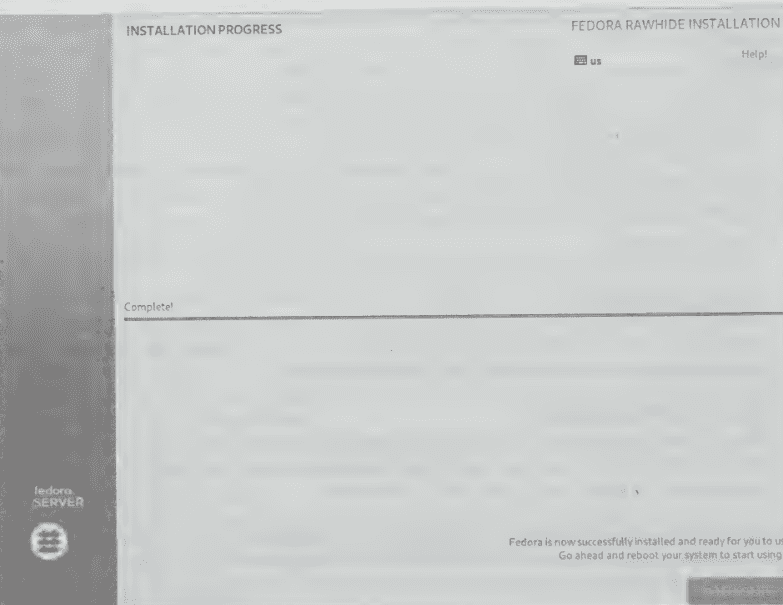 INSTALLATION PROGRESS
FEDORA RAWHIDE INSTALLATION
us
Help!
Complete!
fedora
SERVER
Fedora is now successfully installed and ready for you to us
Go ahead and reboot your system to start using